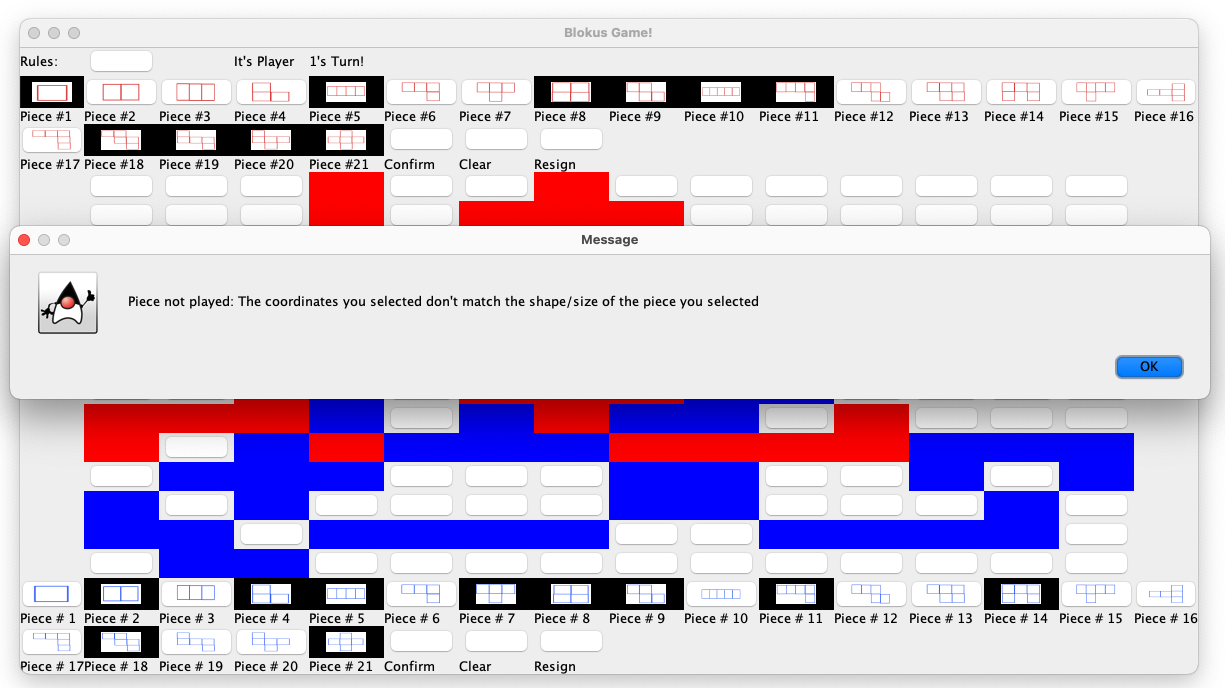 Blokus Game!
Rules: It's Player 1's Turn!
Piece #1 Piece #2 Piece #3 Piece #4 Piece #5 Piece #6 Piece #7 Piece #8 Piece #9 Piece #10 Piece #11 Piece #12 Piece #13 Piece #14 Piece #15 Piece #16
Piece #17 Piece #18 Piece #19 Piece #20 Piece #21 Confirm Clear Resign
Message
Piece not played: The coordinates you selected don't match the shape/size of the piece you selected
OK
Piece # 1 Piece # 2 Piece # 3 Piece # 4 Piece # 5 Piece # 6 Piece # 7 Piece # 8 Piece # 9 Piece # 10 Piece # 11 Piece # 12 Piece # 13 Piece # 14 Piece # 15 Piece # 16
Piece # 17 Piece # 18 Piece # 19 Piece # 20 Piece # 21 Confirm Clear Resign